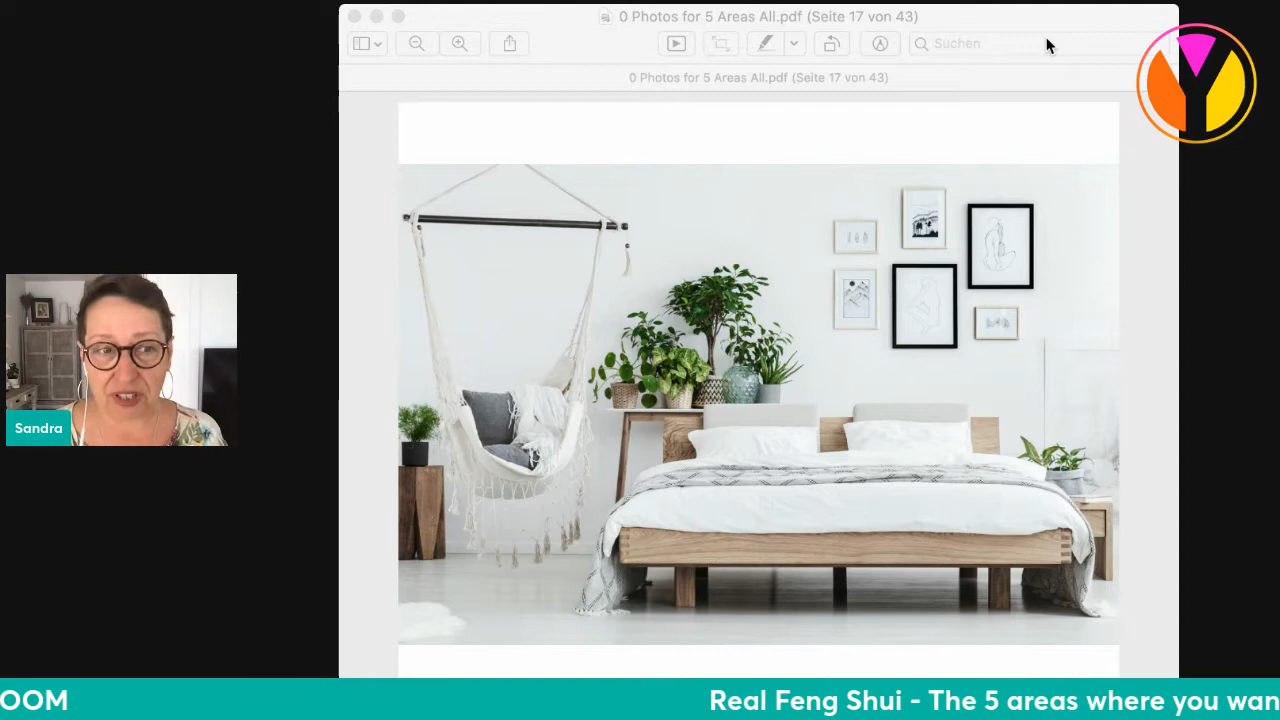 0 Photos for 5 Areas All.pdf (Seite 17 von 43)
Suchen
0 Photos for 5 Areas All.pdf (Seite 17 von 43)
Y
Sandra
OOM
Real Feng Shui - The 5 areas where you wan